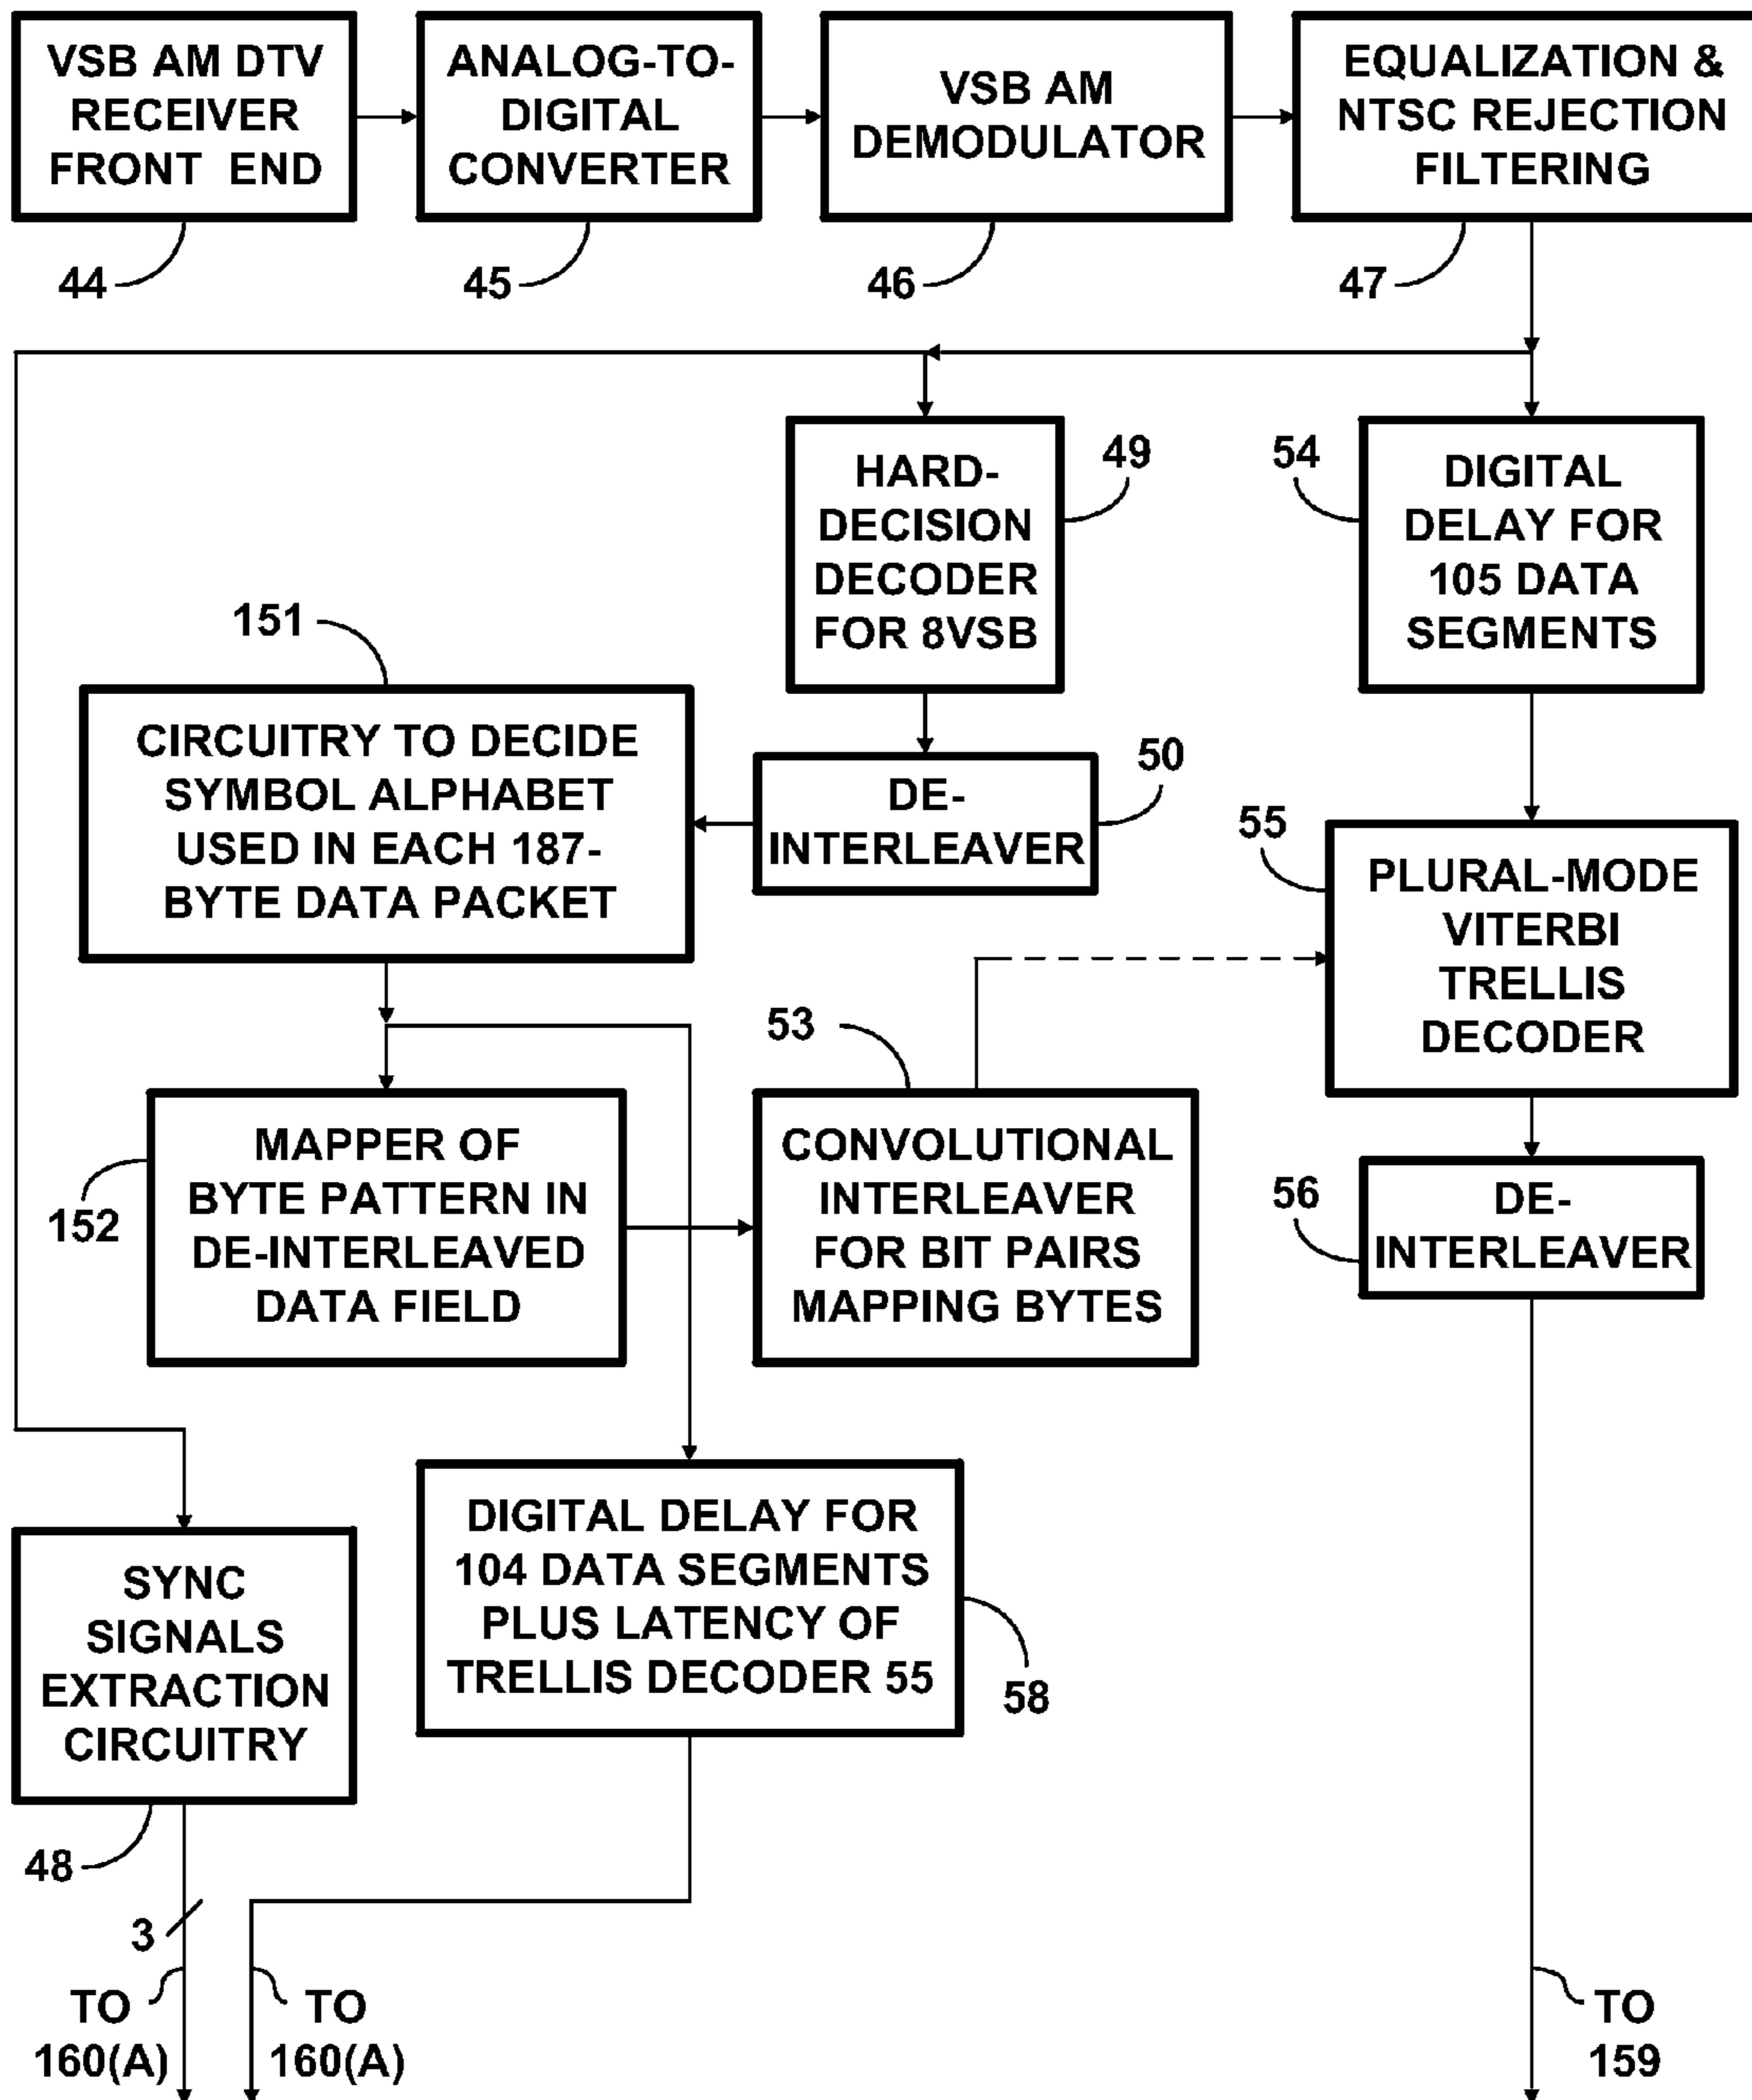 VSB AM DTV
RECEIVER
FRONT END
44
ANALOG-TO-
DIGITAL
CONVERTER
45
VSB AM
DEMODULATOR
46
EQUALIZATION &
NTSC REJECTION
FILTERING
47
HARD-
DECISION
DECODER
FOR 8VSB
49
54
DIGITAL
DELAY FOR
105 DATA
SEGMENTS
151
CIRCUITRY TO DECIDE
SYMBOL ALPHABET
USED IN EACH 187-
BYTE DATA PACKET
DE-
INTERLEAVER
50
55
PLURAL-MODE
VITERBI
TRELLIS
DECODER
53
MAPPER OF
BYTE PATTERN IN
DE-INTERLEAVED
DATA FIELD
152
CONVOLUTIONAL
INTERLEAVER
FOR BIT PAIRS
MAPPING BYTES
56
DE-
INTERLEAVER
SYNC
SIGNALS
EXTRACTION
CIRCUITRY
48
DIGITAL DELAY FOR
104 DATA SEGMENTS
PLUS LATENCY OF
TRELLIS DECODER 55
58
3
TO
160(A)
TO
160(A)
TO
159